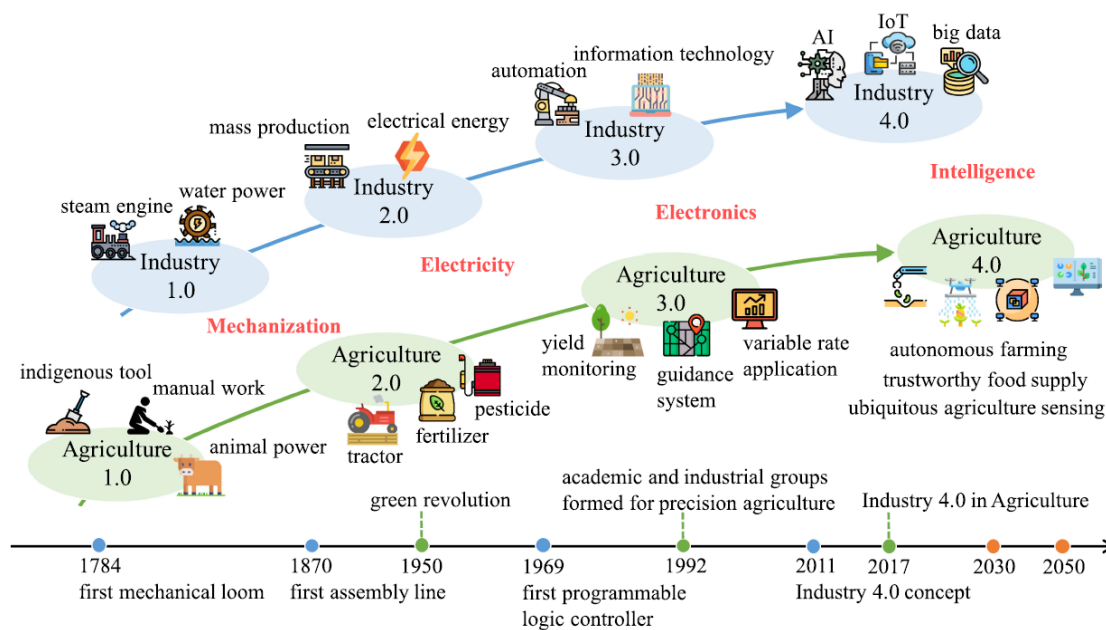 AI
IoT
big data
information technology
automation
Industry
4.0
mass production
electrical energy
Industry
3.0
Intelligence
steam engine
water power
Industry
2.0
Electronics
Agriculture
4.0
Industry
1.0
Electricity
Agriculture
3.0
Mechanization
yield
monitoring
guidance
system
variable rate
application
autonomous farming
trustworthy food supply
ubiquitous agriculture sensing
indigenous tool
manual work
Agriculture
2.0
pesticide
fertilizer
tractor
Agriculture
1.0
animal power
green revolution
academic and industrial groups
formed for precision agriculture
Industry 4.0 in Agriculture
1784
1870
1950
1969
1992
2011
2017
2030
2050
first mechanical loom
first assembly line
first programmable
logic controller
Industry 4.0 concept